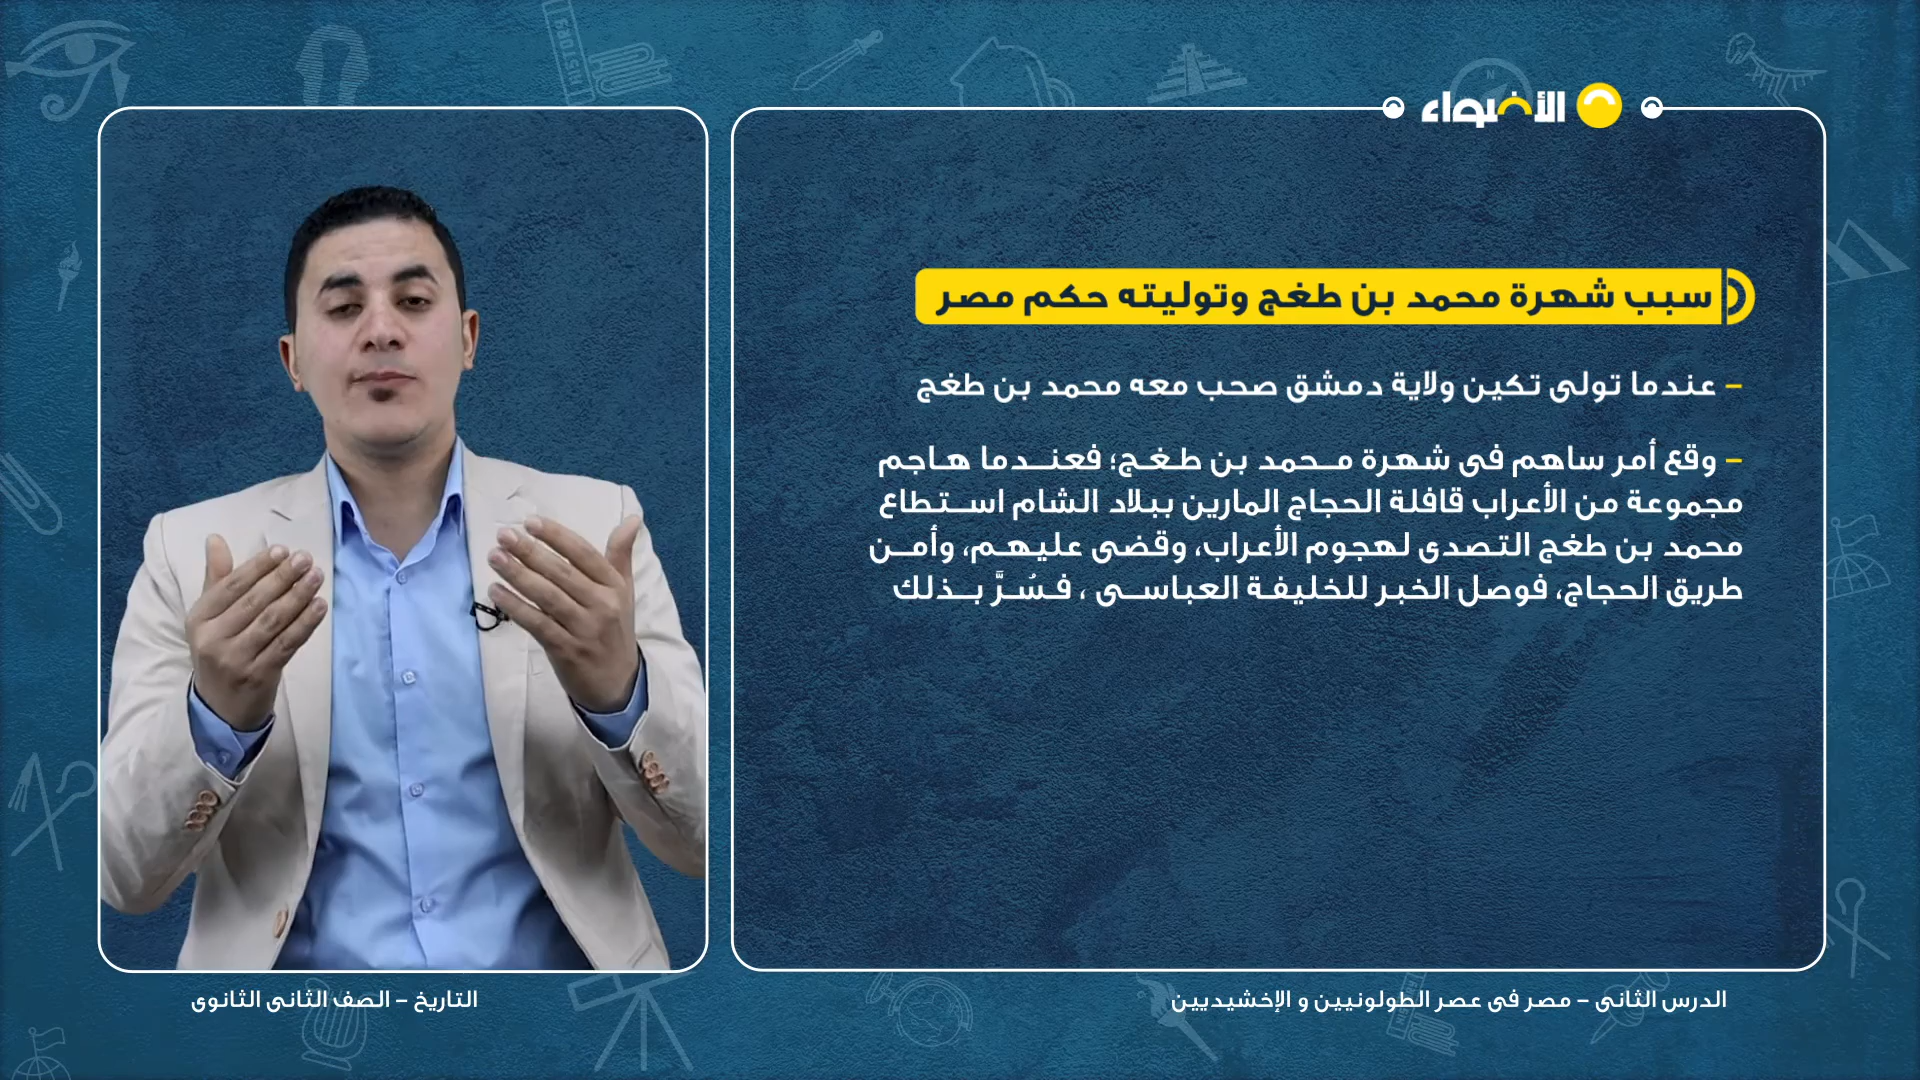 الأضواء
سبب شهرة محمد بن طغج وتوليته حكم مصر
– عندما تولى تكين ولاية دمشق صحب معه محمد بن طغج
– وقع أمر ساهم فى شهرة محمد بن طغج؛ فعندما هاجم
مجموعة من الأعراب قافلة الحجاج المارين ببلاد الشام استطاع
محمد بن طغج التصدى لهجوم الأعراب، وقضى عليهم، وأمن
طريق الحجاج، فوصل الخبر للخليفة العباسى ، فسُرَّ بذلك
الدرس الثانى – مصر فى عصر الطولونيين و الإخشيديين
التاريخ – الصف الثانى الثانوى
HISTORY
N